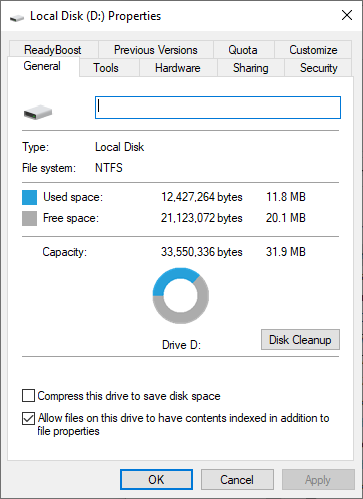 Local Disk (D:) Properties
ReadyBoost Previous Versions Quota Customize
General Tools Hardware Sharing Security
Type: Local Disk
File system: NTFS
Used space: 12,427,264 bytes 11.8 MB
Free space: 21,123,072 bytes 20.1 MB
Capacity: 33,550,336 bytes 31.9 MB
Drive D: Disk Cleanup
Compress this drive to save disk space
Allow files on this drive to have contents indexed in addition to
file properties
OK Cancel Apply